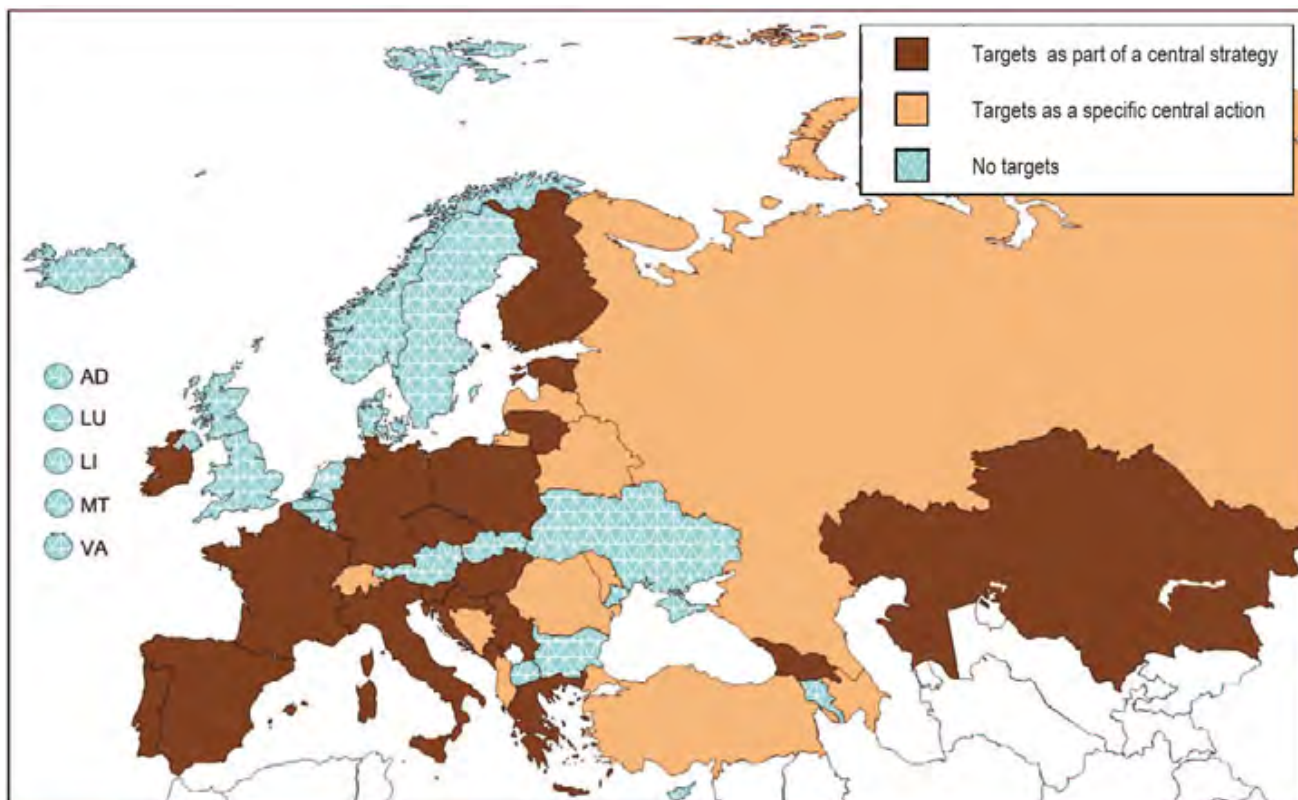 Targets as part of a central strategy
Targets as a specific central action
No targets
AD
LU
LI
MT
VA